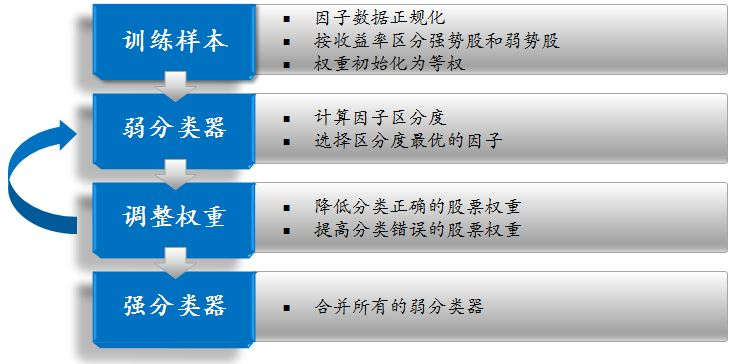 训练样本
▪ 因子数据正规化
▪ 按收益率区分强势股和弱势股
▪ 权重初始化为等权
弱分类器
▪ 计算因子区分度
▪ 选择区分度最优的因子
调整权重
▪ 降低分类正确的股票权重
▪ 提高分类错误的股票权重
强分类器
▪ 合并所有的弱分类器